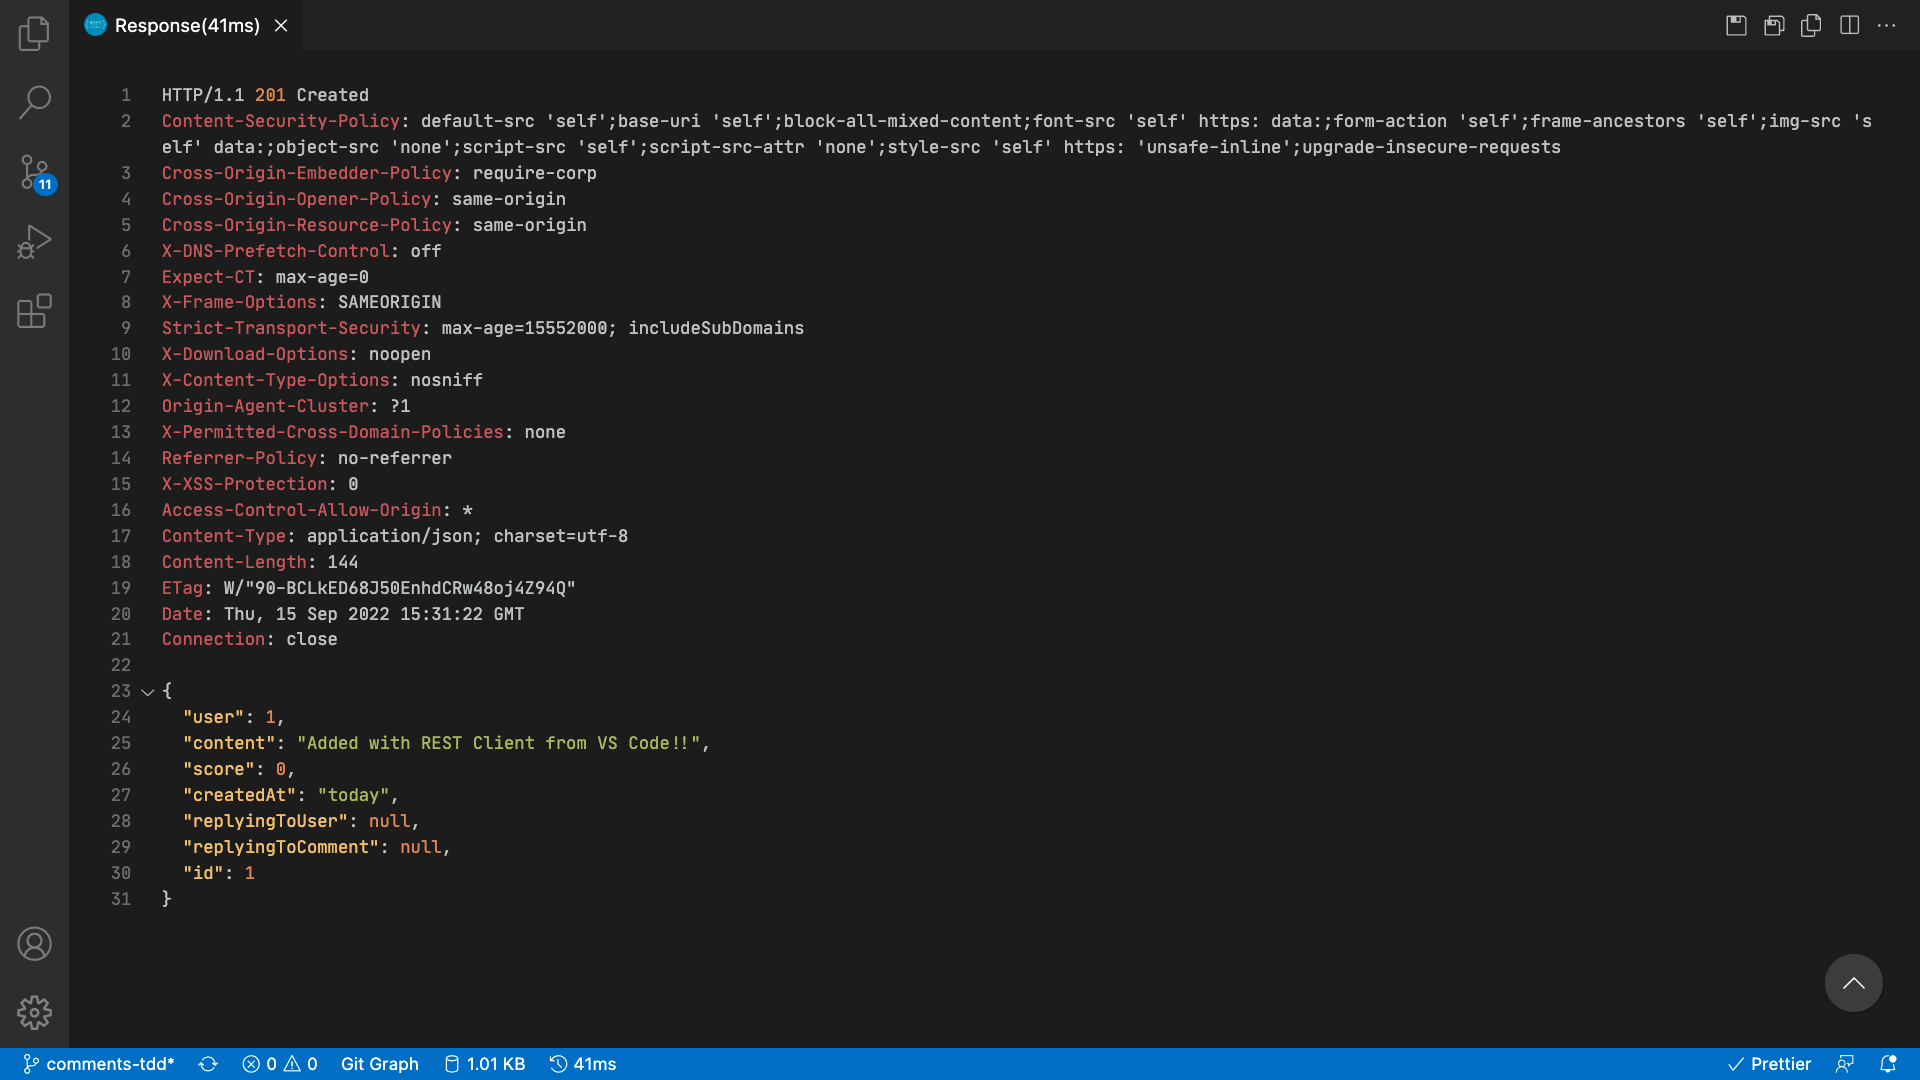 Response(41ms)
1 HTTP/1.1 201 Created
2 Content-Security-Policy: default-src 'self';base-uri 'self';block-all-mixed-content;font-src 'self' https: data:;form-action 'self';frame-ancestors 'self';img-src 's
elf' data:;object-src 'none';script-src 'self';script-src-attr 'none';style-src 'self' https: 'unsafe-inline';upgrade-insecure-requests
3 Cross-Origin-Embedder-Policy: require-corp
4 Cross-Origin-Opener-Policy: same-origin
5 Cross-Origin-Resource-Policy: same-origin
6 X-DNS-Prefetch-Control: off
7 Expect-CT: max-age=0
8 X-Frame-Options: SAMEORIGIN
9 Strict-Transport-Security: max-age=15552000; includeSubDomains
10 X-Download-Options: noopen
11 X-Content-Type-Options: nosniff
12 Origin-Agent-Cluster: ?1
13 X-Permitted-Cross-Domain-Policies: none
14 Referrer-Policy: no-referrer
15 X-XSS-Protection: 0
16 Access-Control-Allow-Origin: *
17 Content-Type: application/json; charset=utf-8
18 Content-Length: 144
19 ETag: W/"90-BCLkED68J50EnhdCRw48oj4Z94Q"
20 Date: Thu, 15 Sep 2022 15:31:22 GMT
21 Connection: close
22
23 {
24 "user": 1,
25 "content": "Added with REST Client from VS Code!!",
26 "score": 0,
27 "createdAt": "today",
28 "replyingToUser": null,
29 "replyingToComment": null,
30 "id": 1
31 }
11
comments-tdd* 0 0 Git Graph 1.01 KB 41ms Prettier